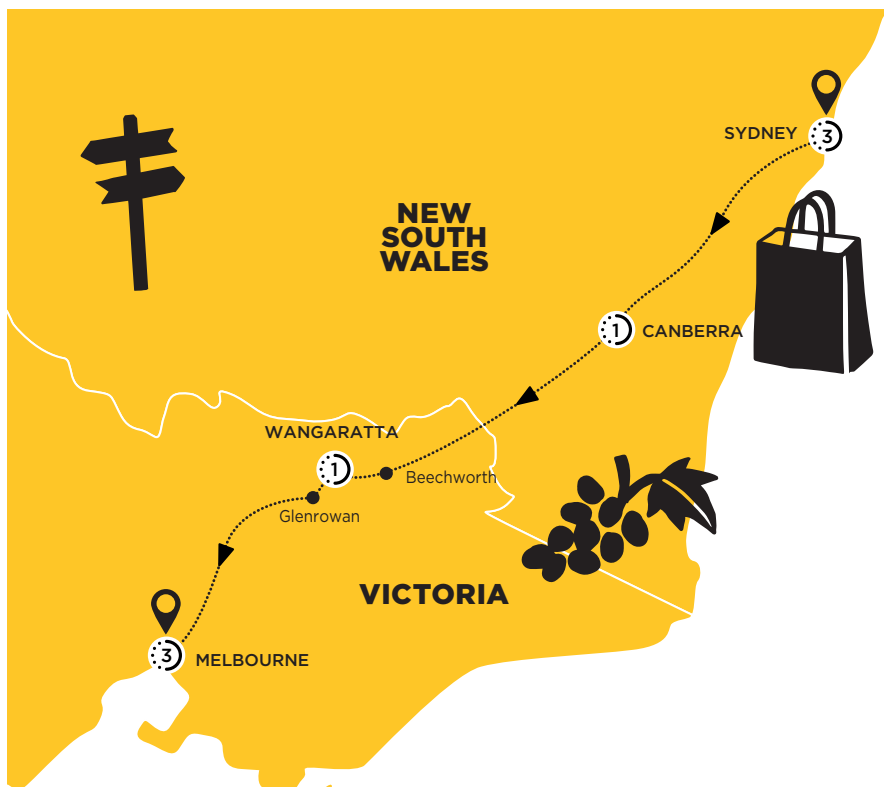 SYDNEY
3
NEW
SOUTH
WALES
1
CANBERRA
WANGARATTA
1
Beechworth
Glenrowan
VICTORIA
3
MELBOURNE